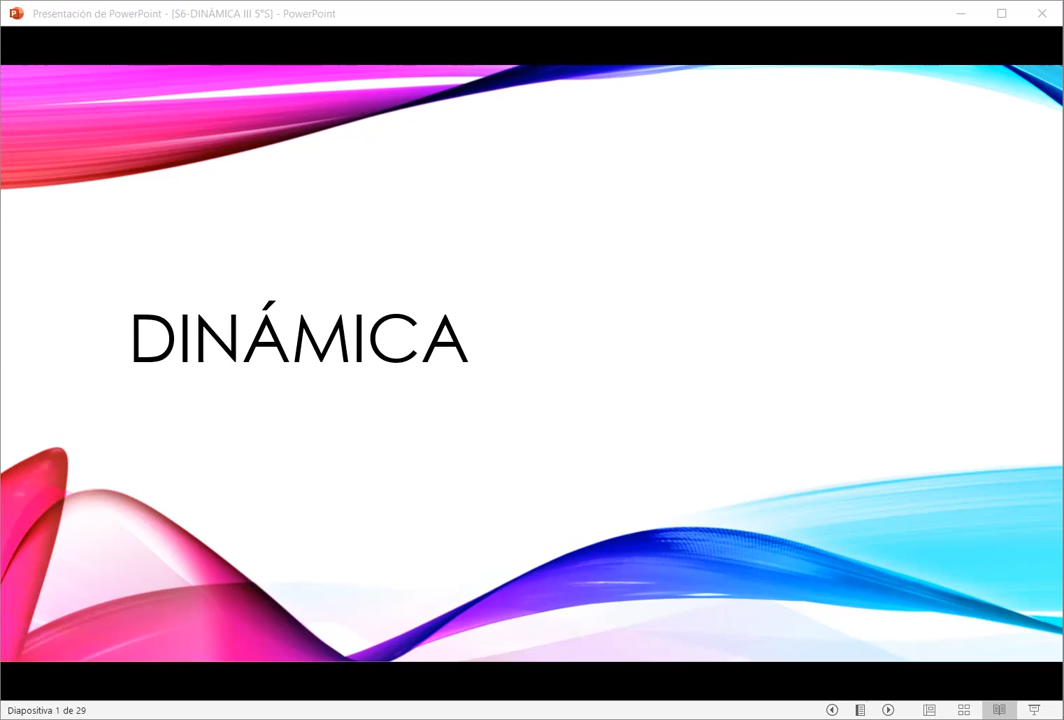 Presentación de PowerPoint - [S6-DINÁMICA III 5°S] - PowerPoint
DINÁMICA
Diapositiva 1 de 29